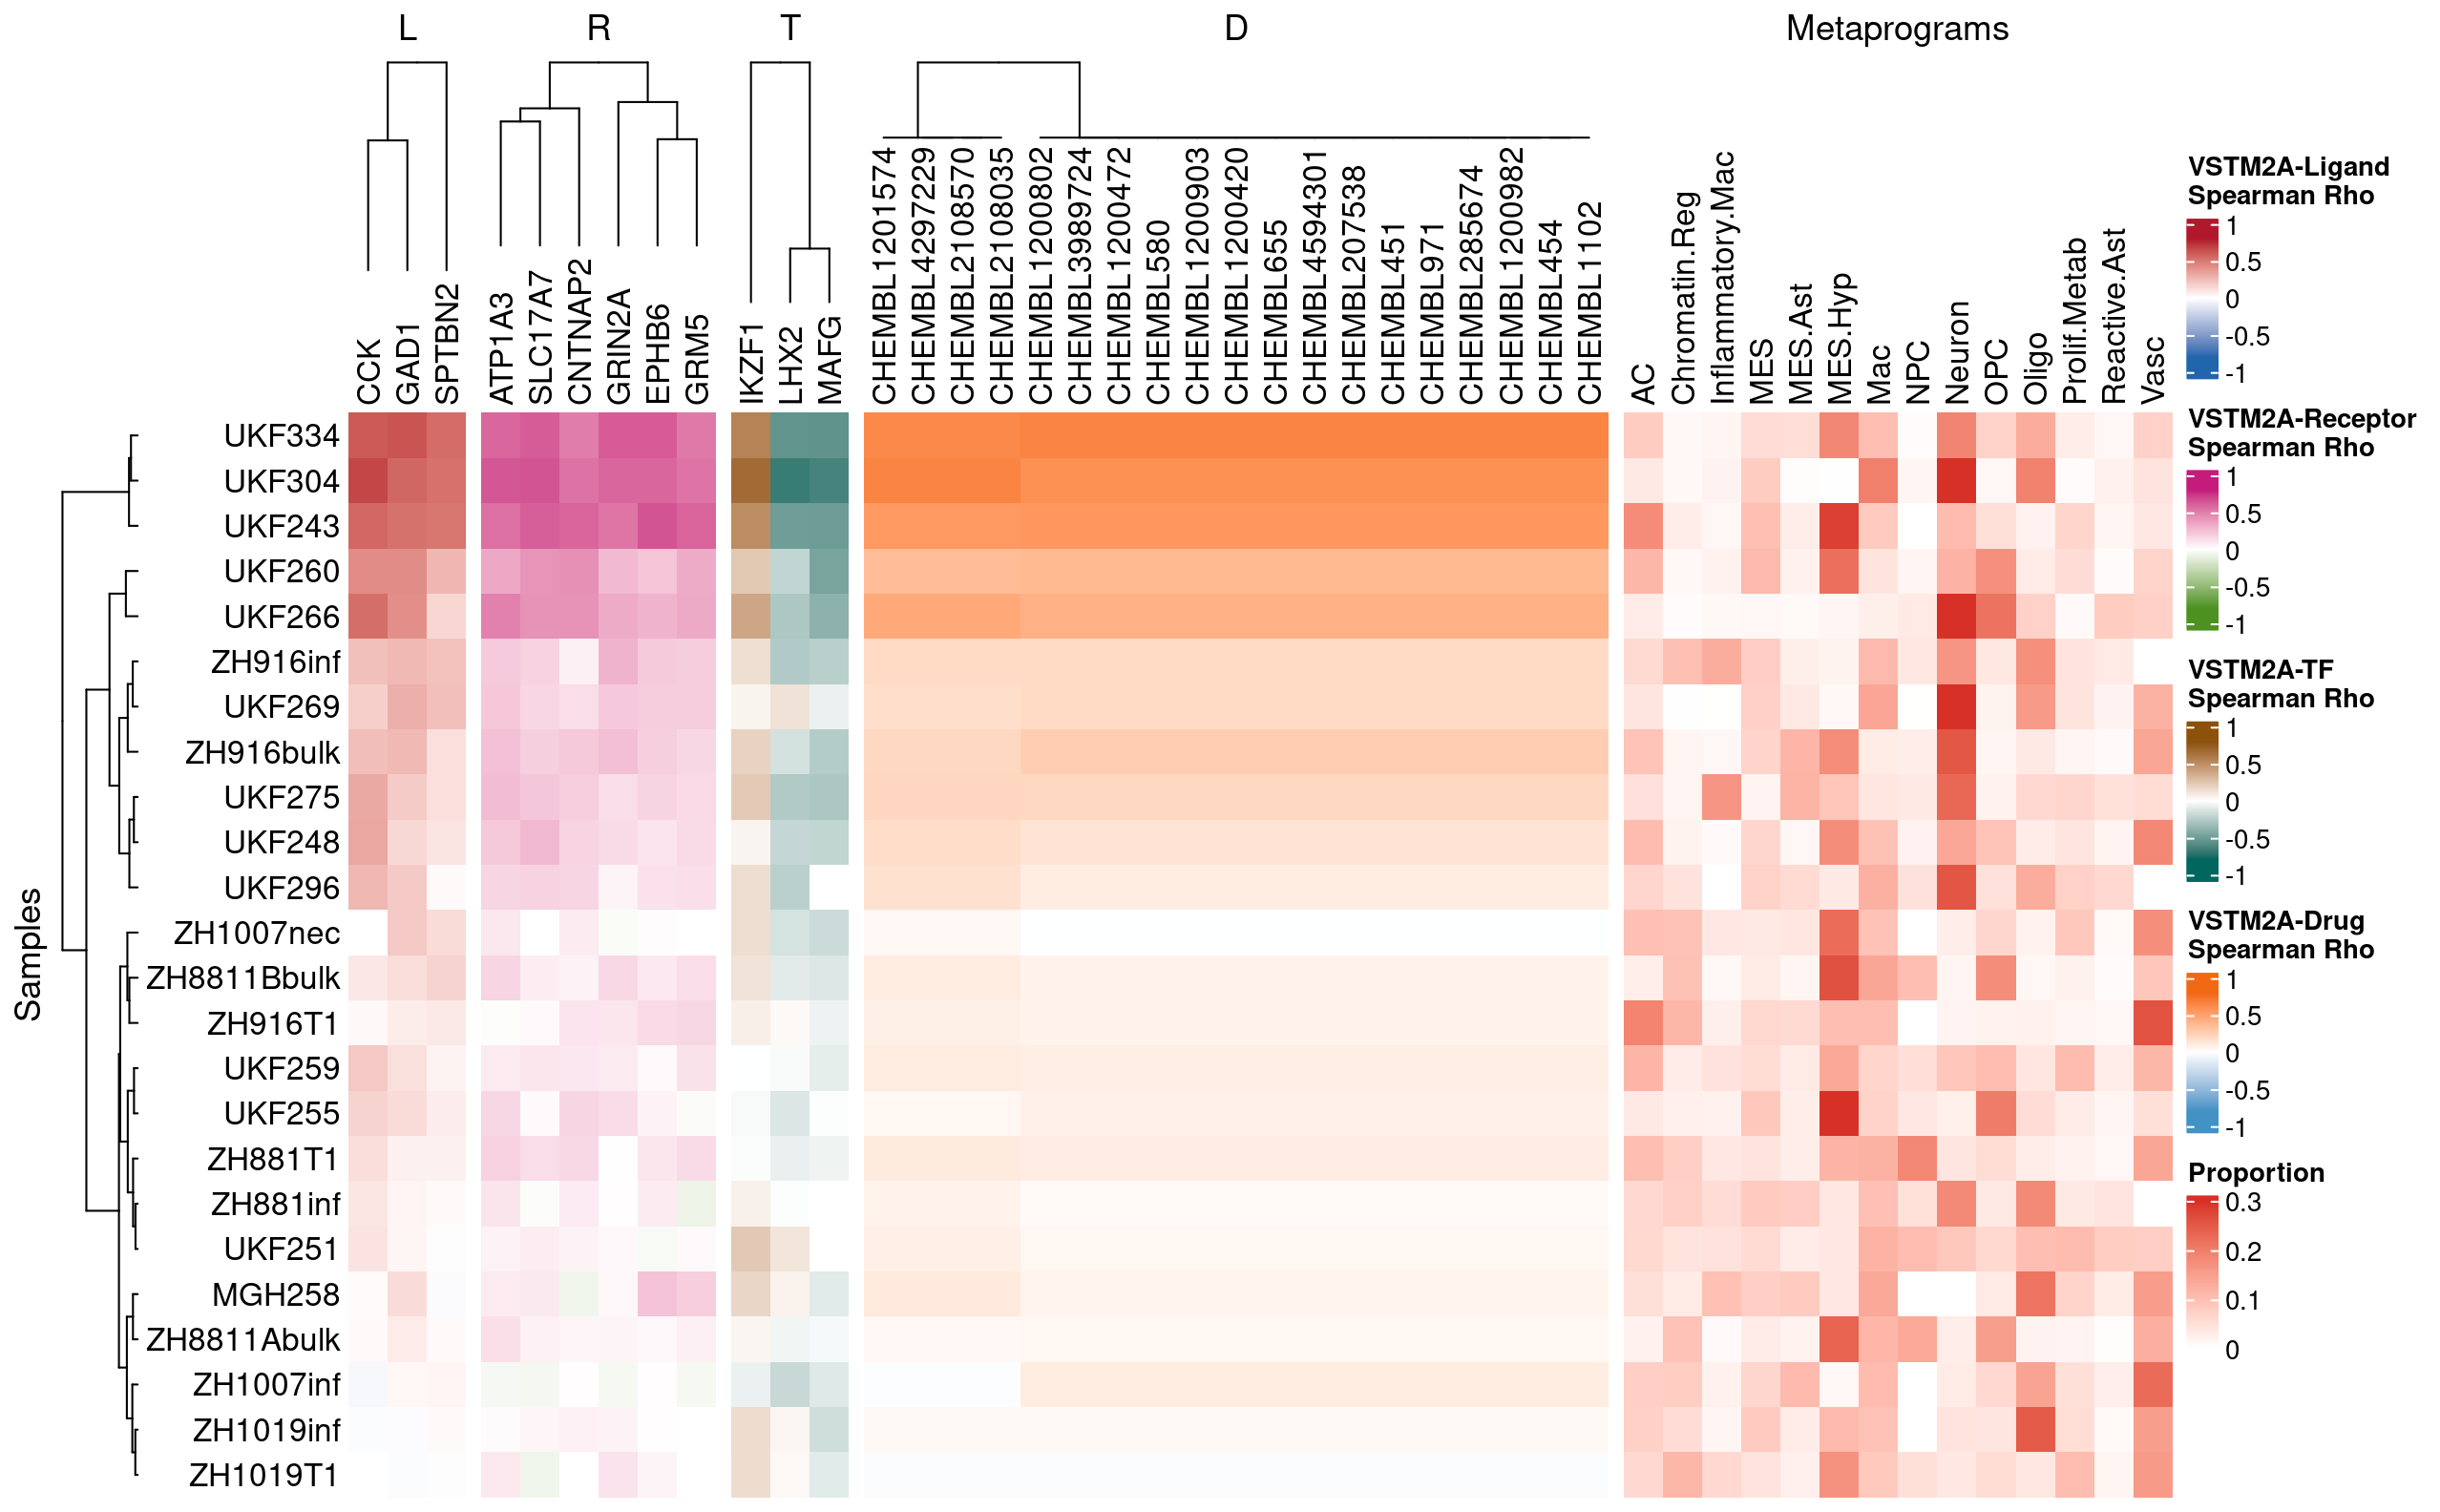 L R T D Metaprograms
CCK GAD1 SPTBN2 ATP1A3 SLC17A7 CNTNAP2 GRIN2A EPHB6 GRM5 IKZF1 LHX2 MAFG CHEMBL1201574 CHEMBL4297229 CHEMBL2108570 CHEMBL2108035 CHEMBL1200802 CHEMBL3989724 CHEMBL1200472 CHEMBL580 CHEMBL1200903 CHEMBL1200420 CHEMBL655 CHEMBL4594301 CHEMBL207538 CHEMBL451 CHEMBL971 CHEMBL285674 CHEMBL1200982 CHEMBL454 CHEMBL1102 AC Chromatin.Reg Inflammatory.Mac MES MES.Ast MES.Hyp Mac NPC Neuron OPC Oligo Prolif.Metab Reactive.Ast Vasc
Samples
UKF334
UKF304
UKF243
UKF260
UKF266
ZH916inf
UKF269
ZH916bulk
UKF275
UKF248
UKF296
ZH1007nec
ZH8811Bbulk
ZH916T1
UKF259
UKF255
ZH881T1
ZH881inf
UKF251
MGH258
ZH8811Abulk
ZH1007inf
ZH1019inf
ZH1019T1
VSTM2A-Ligand
Spearman Rho
1
0.5
0
-0.5
-1
VSTM2A-Receptor
Spearman Rho
1
0.5
0
-0.5
-1
VSTM2A-TF
Spearman Rho
1
0.5
0
-0.5
-1
VSTM2A-Drug
Spearman Rho
1
0.5
0
-0.5
-1
Proportion
0.3
0.2
0.1
0